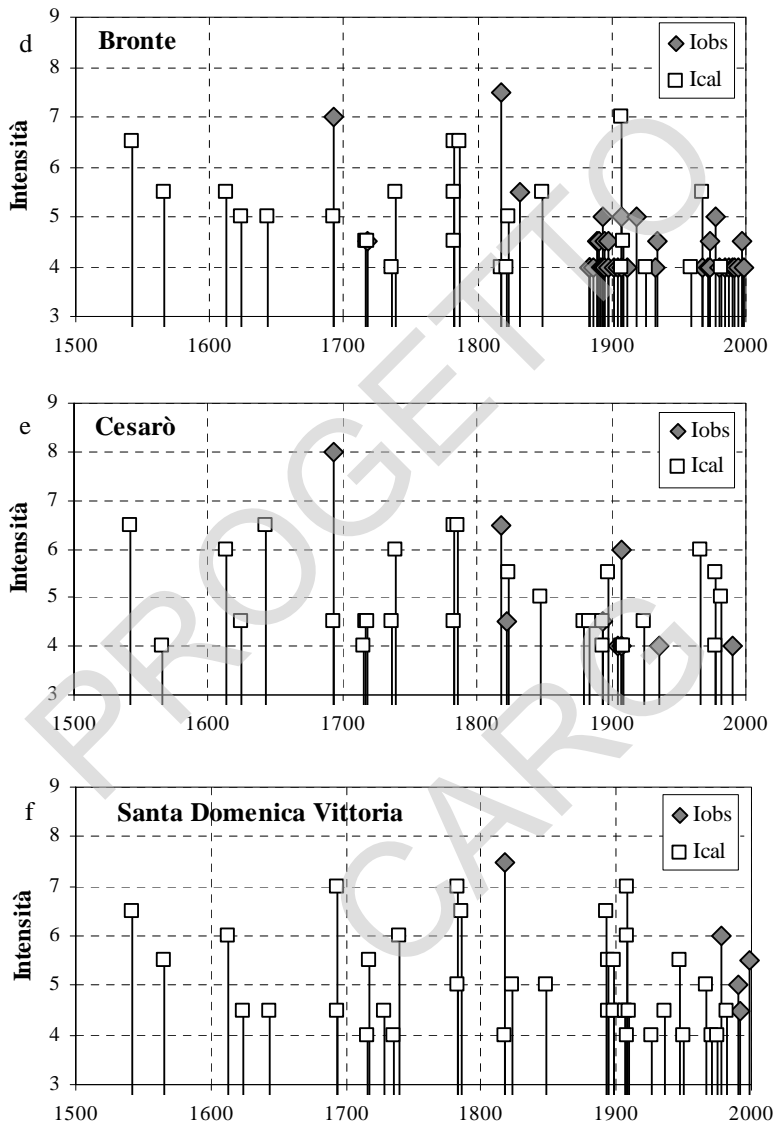 d
Bronte
Iobs
Ical
Intensità
9
8
7
6
5
4
3
1500 1600 1700 1800 1900 2000
e
Cesarò
Iobs
Ical
Intensità
9
8
7
6
5
4
3
1500 1600 1700 1800 1900 2000
f
Santa Domenica Vittoria
Iobs
Ical
Intensità
9
8
7
6
5
4
3
1500 1600 1700 1800 1900 2000
PROGETTO
CARG